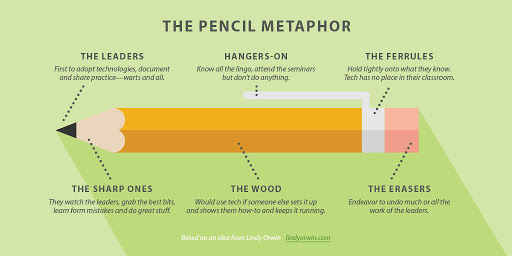 THE PENCIL METAPHOR
THE LEADERS
First to adopt technologies, document
and share practice—warts and all.
HANGERS-ON
Know all the lingo, attend the seminars
but don't do anything.
THE FERRULES
Hold tightly onto what they know.
Tech has no place in their classroom.
THE SHARP ONES
They watch the leaders, grab the best bits,
learn form mistakes and do great stuff.
THE WOOD
Would use tech if someone else sets it up
and shows them how-to and keeps it running.
THE ERASERS
Endeavor to undo much or all the
work of the leaders.
Based on an idea from Lindy Orwin lindyorwin.com